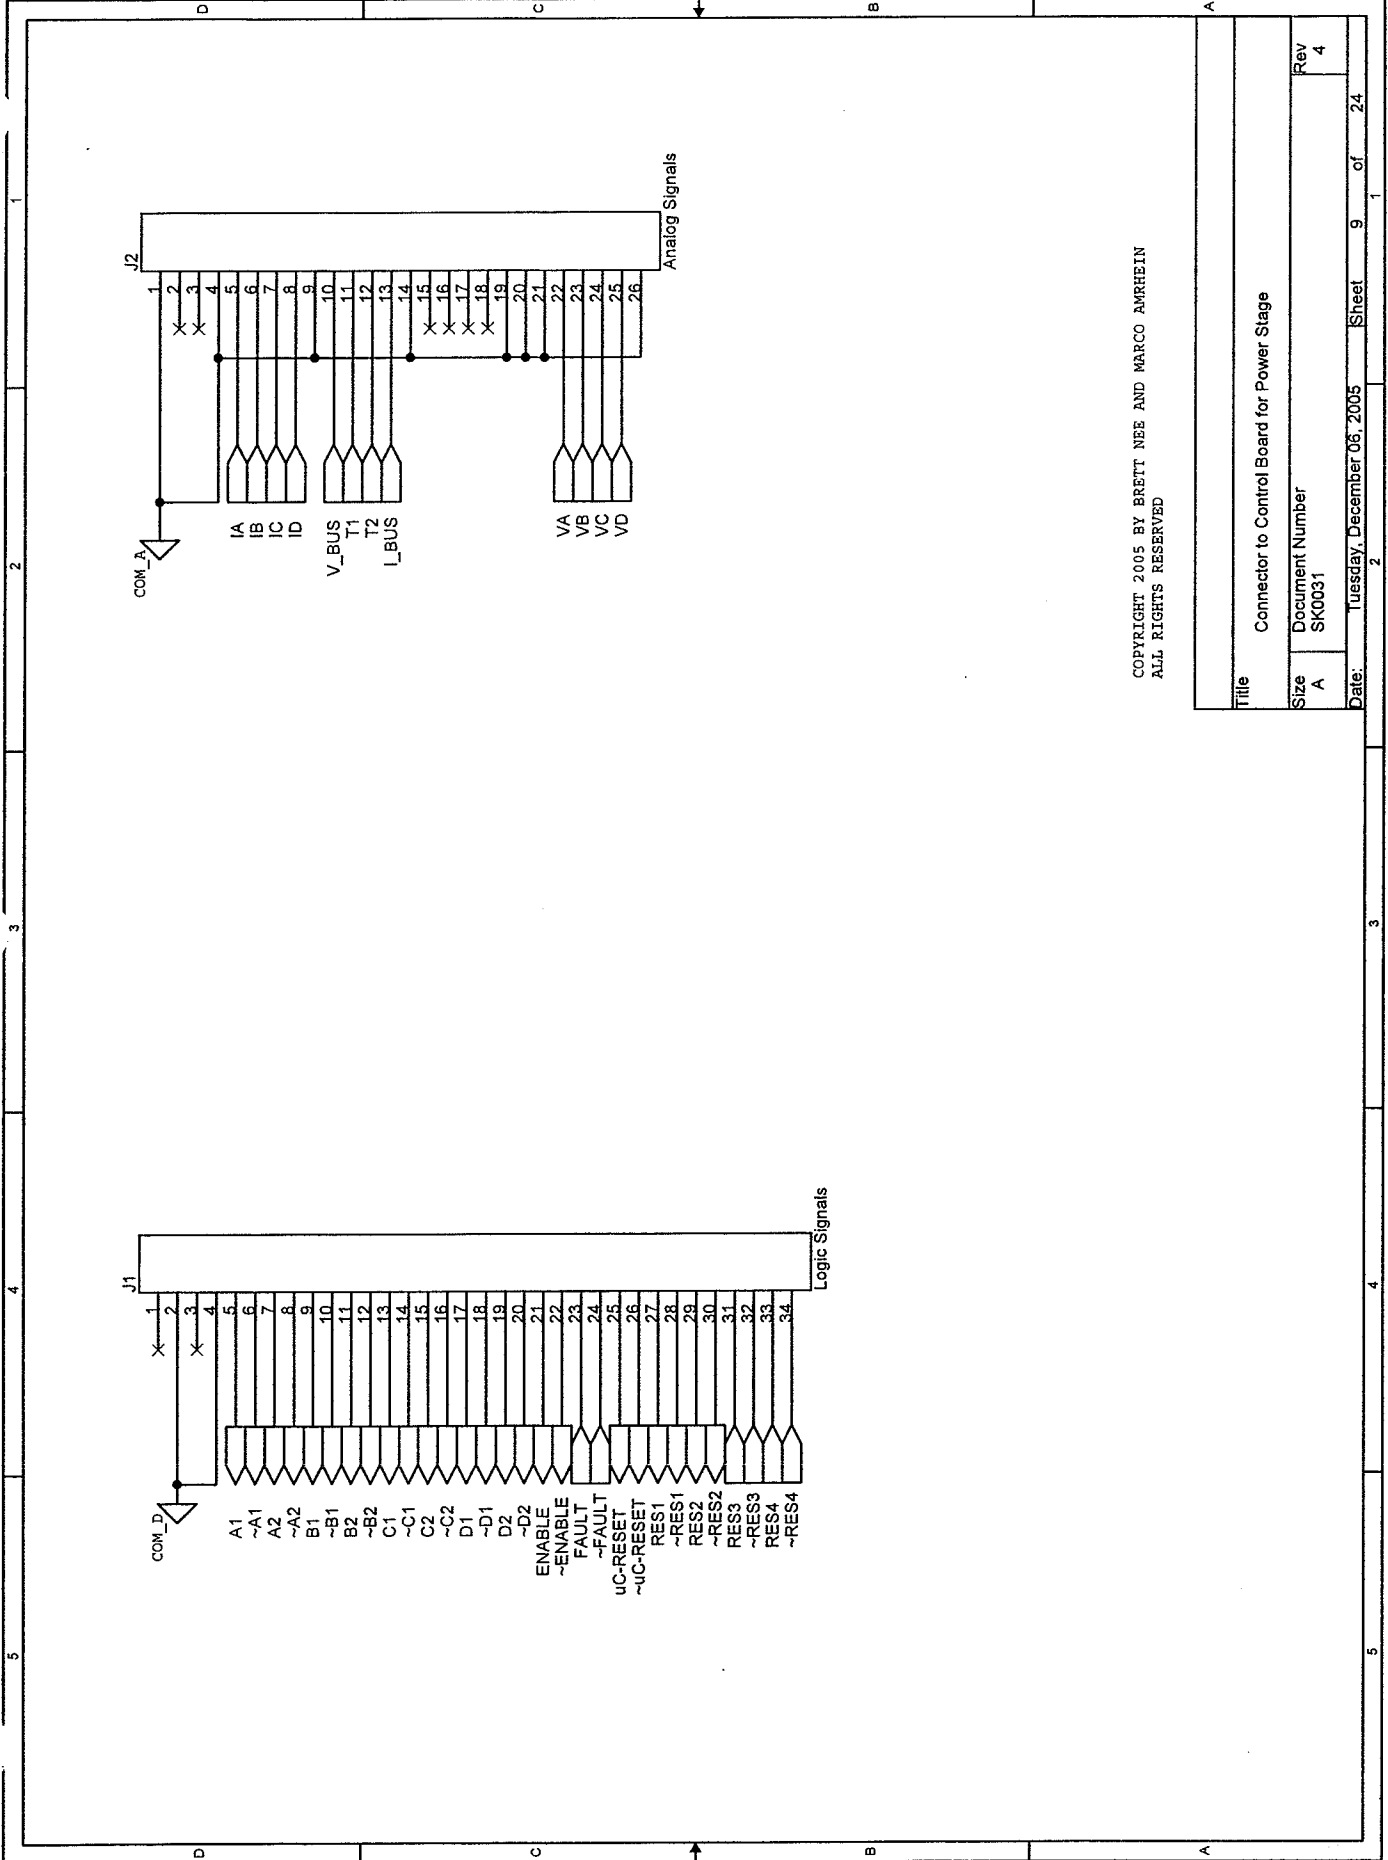 5
4
3
2
1
D
C
B
A
COM_D
A1
~A1
A2
~A2
B1
~B1
B2
~B2
C1
~C1
C2
~C2
D1
~D1
D2
~D2
ENABLE
~ENABLE
FAULT
~FAULT
uC-RESET
~uC-RESET
RES1
~RES1
RES2
~RES2
RES3
~RES3
RES4
~RES4
J1
1
2
3
4
5
6
7
8
9
10
11
12
13
14
15
16
17
18
19
20
21
22
23
24
25
26
27
28
29
30
31
32
33
34
Logic Signals
COM_A
IA
IB
IC
ID
V_BUS
T1
T2
I_BUS
VA
VB
VC
VD
J2
1
2
3
4
5
6
7
8
9
10
11
12
13
14
15
16
17
18
19
20
21
22
23
24
25
26
Analog Signals
COPYRIGHT 2005 BY BRETT NEE AND MARCO AMRHEIN
ALL RIGHTS RESERVED
Title
Connector to Control Board for Power Stage
Size
A
Document Number
SK0031
Rev
4
Date: Tuesday, December 06, 2005 Sheet 9 of 24
D
C
B
A
5
4
3
2
1